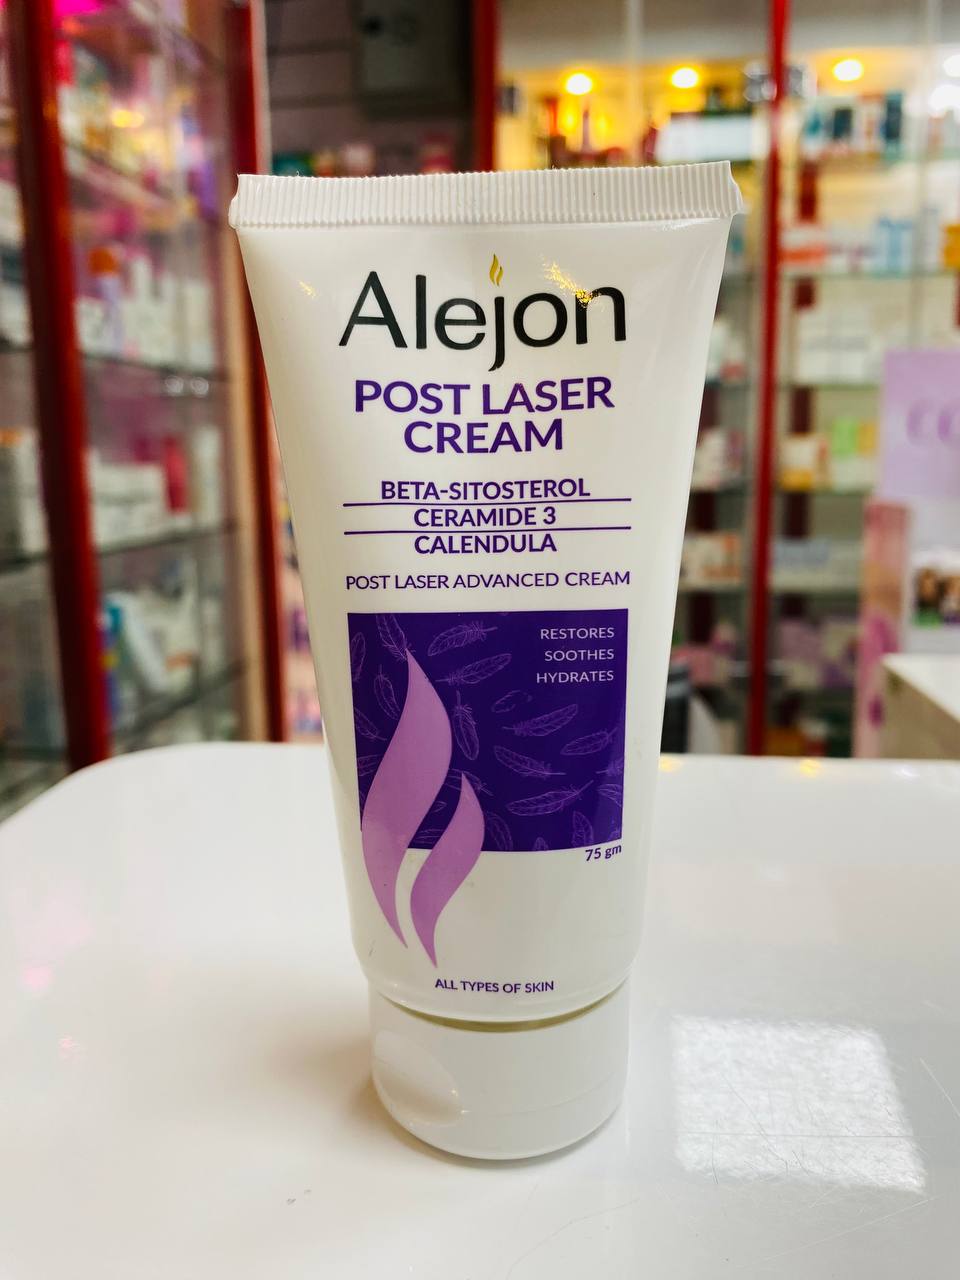 Alejon
POST LASER
CREAM
BETA-SITOSTEROL
CERAMIDE 3
CALENDULA
POST LASER ADVANCED CREAM
RESTORES
SOOTHES
HYDRATES
75 gm
ALL TYPES OF SKIN